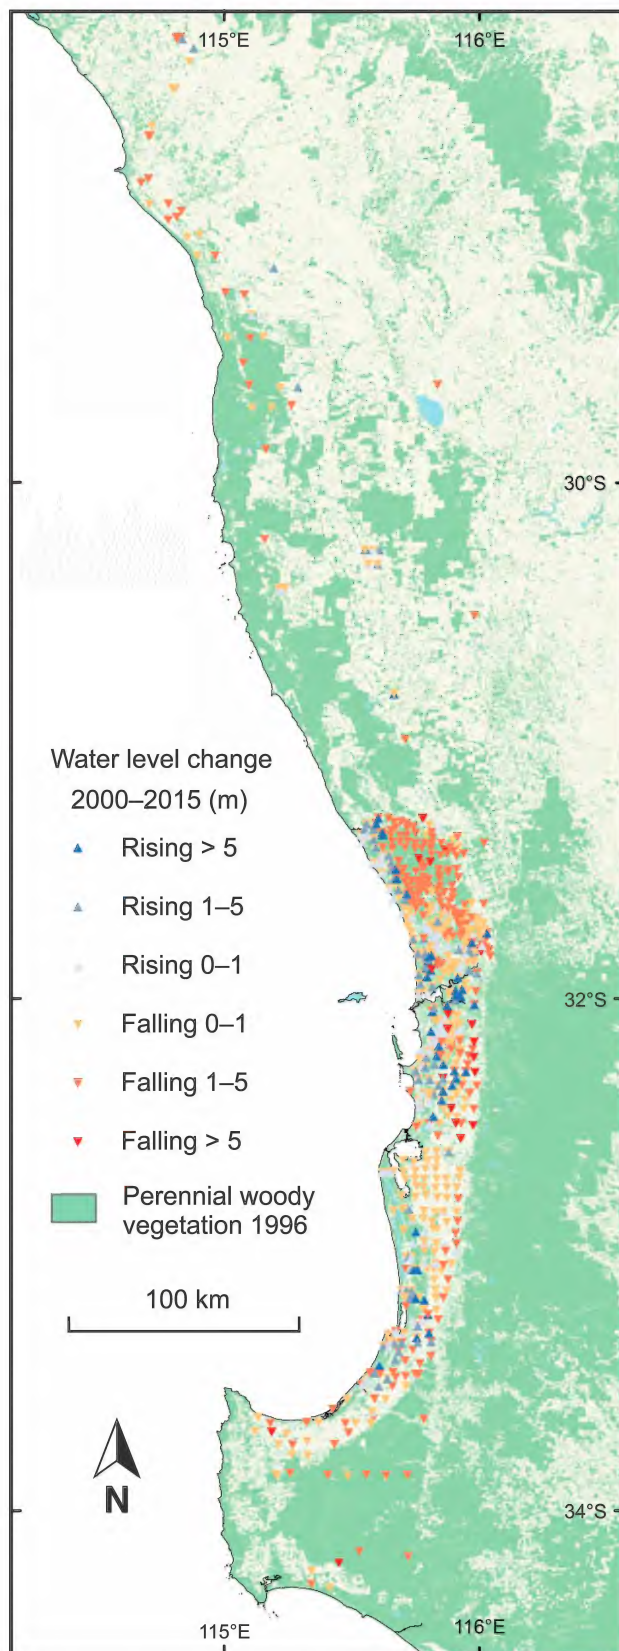 115°E 116°E
30°S
Water level change
2000–2015 (m)
Rising > 5
Rising 1–5
Rising 0–1
32°S
Falling 0–1
Falling 1–5
Falling > 5
Perennial woody
vegetation 1996
100 km
N
34°S
115°E 116°E